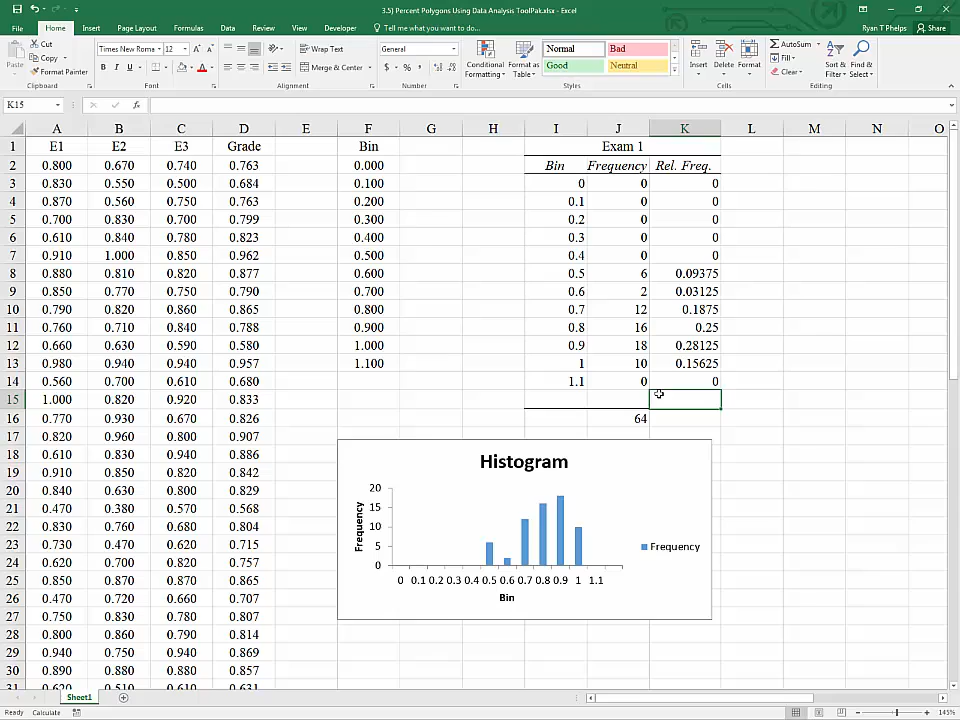 3.5) Percent Polygons Using Data Analysis ToolPak.xlsx - Excel
File Home Insert Page Layout Formulas Data Review View Developer Tell me what you want to do... Ryan T Phelps Share
Paste Cut Copy Format Painter Clipboard
Times New Roma 12 A A B I U A Font
Wrap Text Merge & Center Alignment
General $ % , Number
Conditional Formatting Format as Table Normal Bad Good Neutral Styles
Insert Delete Format Cells
AutoSum Fill Clear Sort & Filter Find & Select Editing
K15 fx
A B C D E F G H I J K L M N O
1 E1 E2 E3 Grade Bin Exam 1
2 0.800 0.670 0.740 0.763 0.000 Bin Frequency Rel. Freq.
3 0.830 0.550 0.500 0.684 0.100 0 0 0
4 0.870 0.560 0.750 0.763 0.200 0.1 0 0
5 0.700 0.830 0.700 0.799 0.300 0.2 0 0
6 0.610 0.840 0.780 0.823 0.400 0.3 0 0
7 0.910 1.000 0.850 0.962 0.500 0.4 0 0
8 0.880 0.810 0.820 0.877 0.600 0.5 6 0.09375
9 0.850 0.770 0.750 0.790 0.700 0.6 2 0.03125
10 0.790 0.820 0.860 0.865 0.800 0.7 12 0.1875
11 0.760 0.710 0.840 0.788 0.900 0.8 16 0.25
12 0.660 0.630 0.590 0.580 1.000 0.9 18 0.28125
13 0.980 0.940 0.940 0.957 1.100 1 10 0.15625
14 0.560 0.700 0.610 0.680 1.1 0 0
15 1.000 0.820 0.920 0.833
16 0.770 0.930 0.670 0.826 64
17 0.820 0.960 0.800 0.907
18 0.610 0.830 0.940 0.886
19 0.910 0.850 0.820 0.842
20 0.840 0.630 0.800 0.829
21 0.470 0.380 0.570 0.568
22 0.830 0.760 0.680 0.804
23 0.730 0.470 0.620 0.715
24 0.620 0.700 0.820 0.757
25 0.850 0.870 0.870 0.865
26 0.470 0.720 0.660 0.707
27 0.750 0.830 0.780 0.807
28 0.800 0.860 0.790 0.814
29 0.940 0.750 0.940 0.869
30 0.890 0.880 0.880 0.857
31 0.620 0.510 0.610 0.631
Histogram
Frequency
20
15
10
5
0
0 0.1 0.2 0.3 0.4 0.5 0.6 0.7 0.8 0.9 1 1.1
Bin
Frequency
Sheet1
Ready Calculate 145%